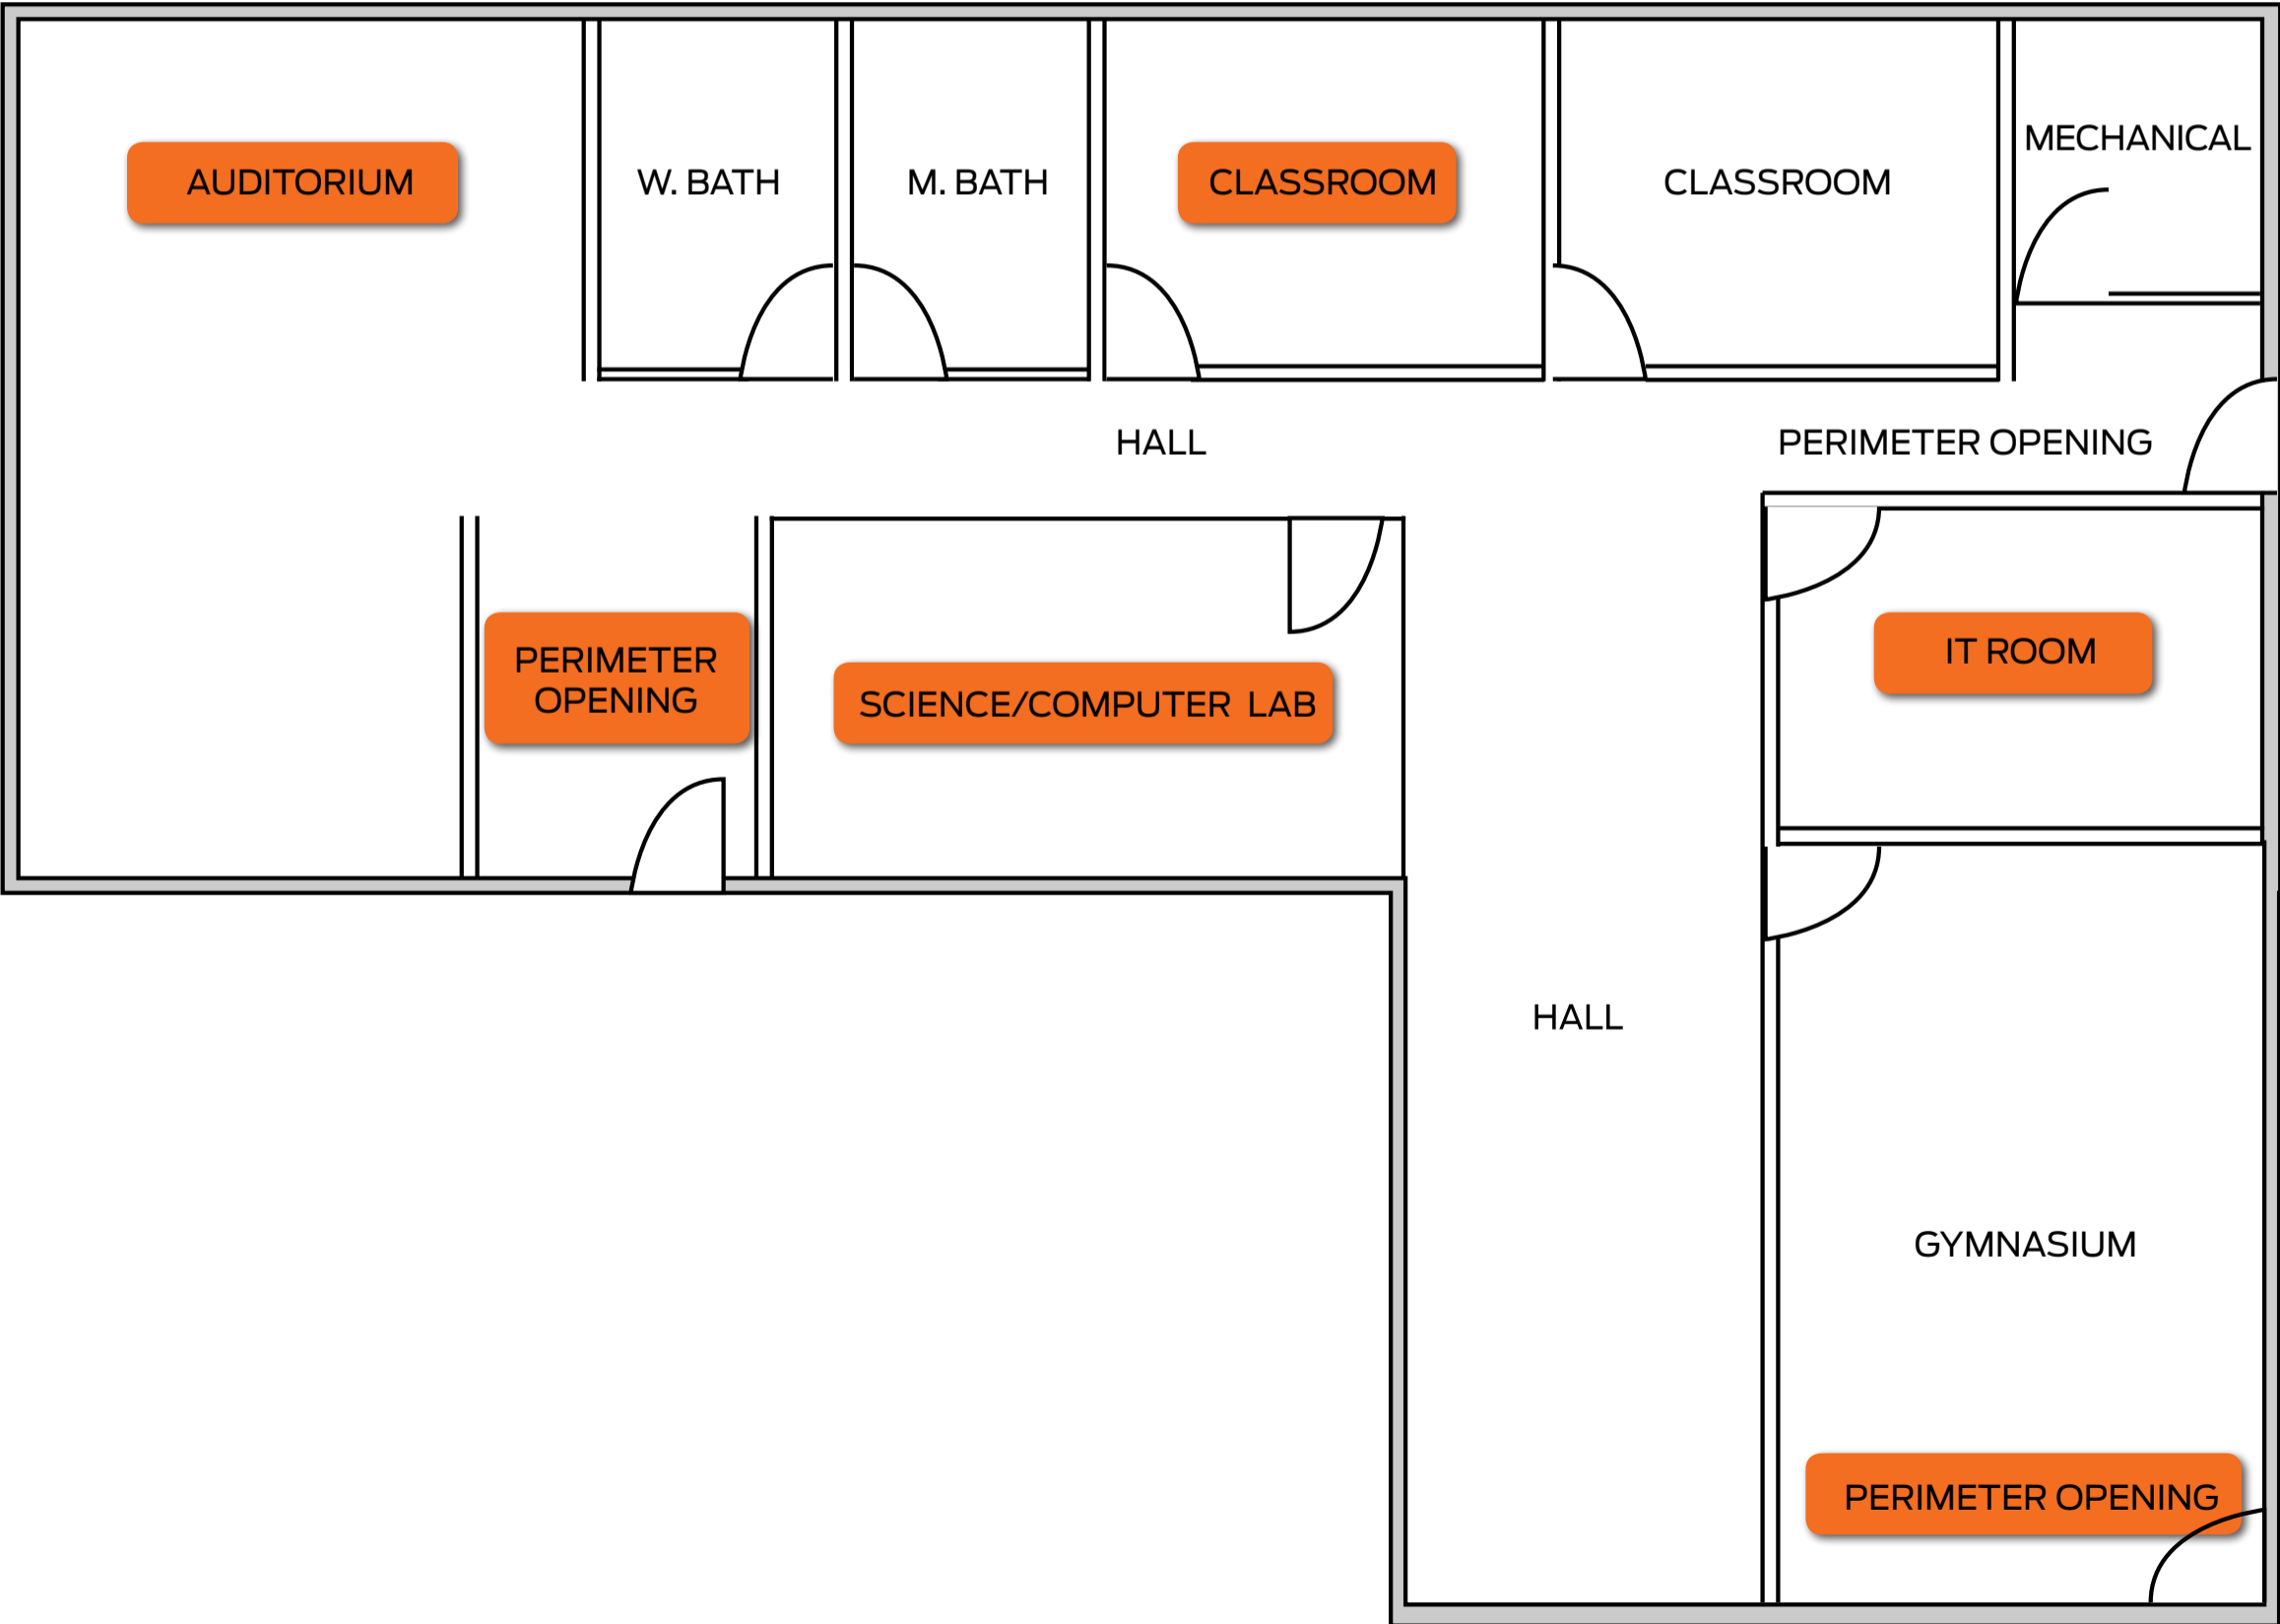 MECHANICAL
AUDITORIUM
W. BATH
M. BATH
CLASSROOM
CLASSROOM
HALL
PERIMETER OPENING
PERIMETER
OPENING
SCIENCE/COMPUTER LAB
IT ROOM
HALL
GYMNASIUM
PERIMETER OPENING